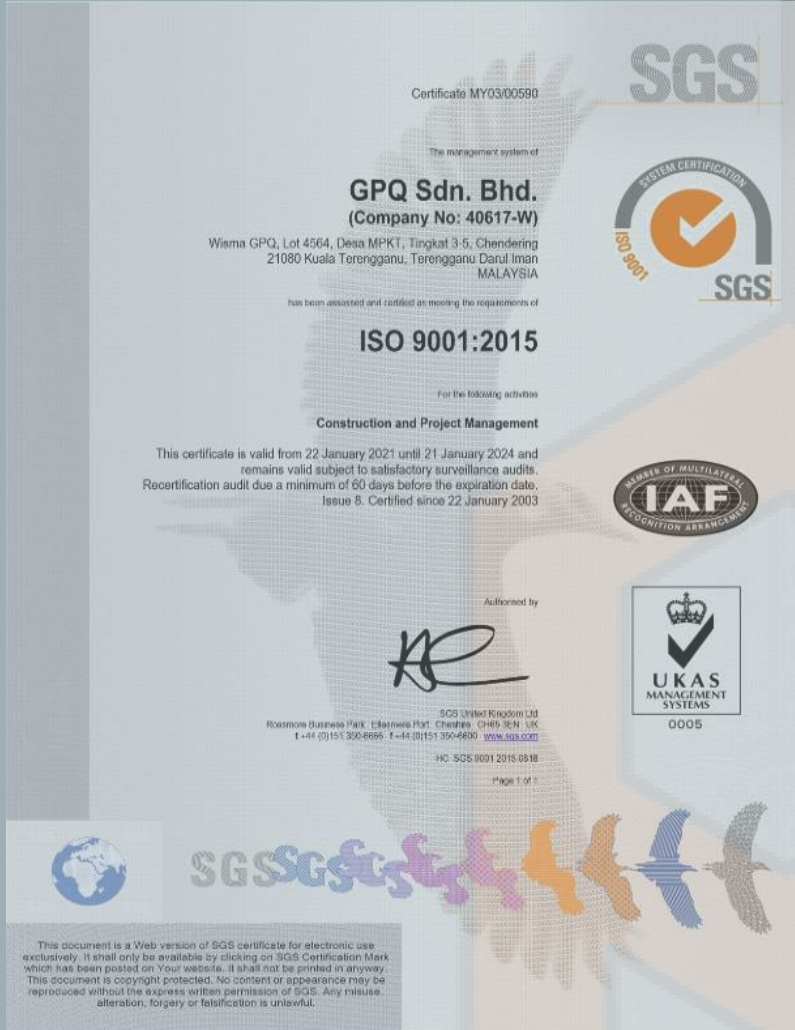 SGS
Certificate MY03/00590
The management system of
GPQ Sdn. Bhd.
(Company No: 40617-W)
Wisma GPQ, Lot 4564, Desa MPKT, Tingkat 3-5, Chendering
21080 Kuala Terengganu, Terengganu Darul Iman
MALAYSIA
has been assessed and certified as meeting the requirements of
ISO 9001:2015
For the following activities
Construction and Project Management
This certificate is valid from 22 January 2021 until 21 January 2024 and
remains valid subject to satisfactory surveillance audits.
Recertification audit due a minimum of 60 days before the expiration date.
Issue 8. Certified since 22 January 2003
Authorised by
SGS United Kingdom Ltd
Rossmore Business Park Ellesmere Port Cheshire CH65 3EN UK
t +44 (0)151 350-6666 f +44 (0)151 350-6600 www.sgs.com
HC SGS 9001 2015 0818
Page 1 of 1
SYSTEM CERTIFICATION
ISO 9001
SGS
MEMBER OF MULTILATERAL
IAF
RECOGNITION ARRANGEMENT
UKAS
MANAGEMENT
SYSTEMS
0005
SGS SGS SGS
This document is a Web version of SGS certificate for electronic use
exclusively. It shall only be available by clicking on SGS Certification Mark
which has been posted on Your website. It shall not be printed in anyway.
This document is copyright protected. No content or appearance may be
reproduced without the express written permission of SGS. Any misuse,
alteration, forgery or falsification is unlawful.